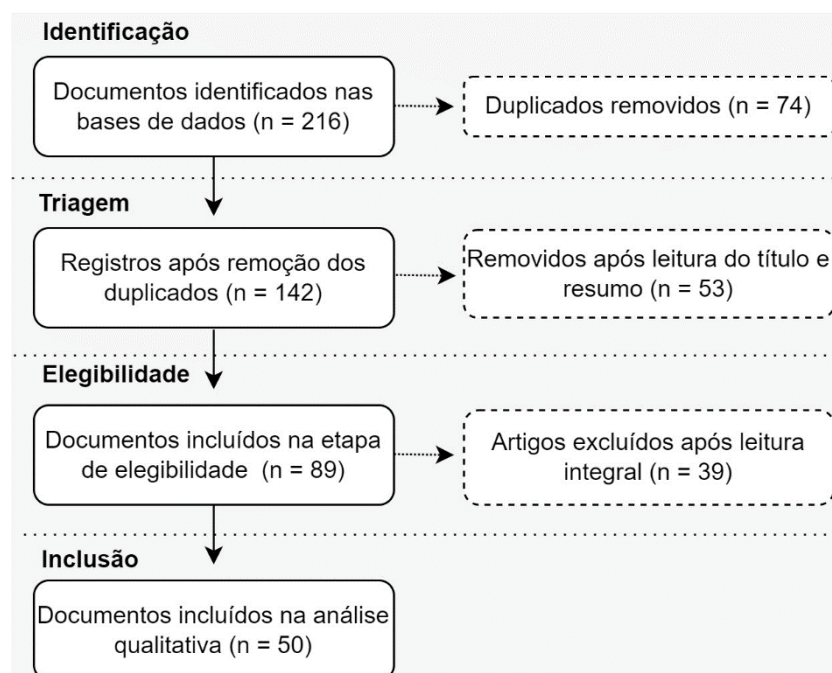 Identificação
Documentos identificados nas
bases de dados (n = 216)
Duplicados removidos (n = 74)
Triagem
Registros após remoção dos
duplicados (n = 142)
Removidos após leitura do título e
resumo (n = 53)
Elegibilidade
Documentos incluídos na etapa
de elegibilidade (n = 89)
Artigos excluídos após leitura
integral (n = 39)
Inclusão
Documentos incluídos na análise
qualitativa (n = 50)